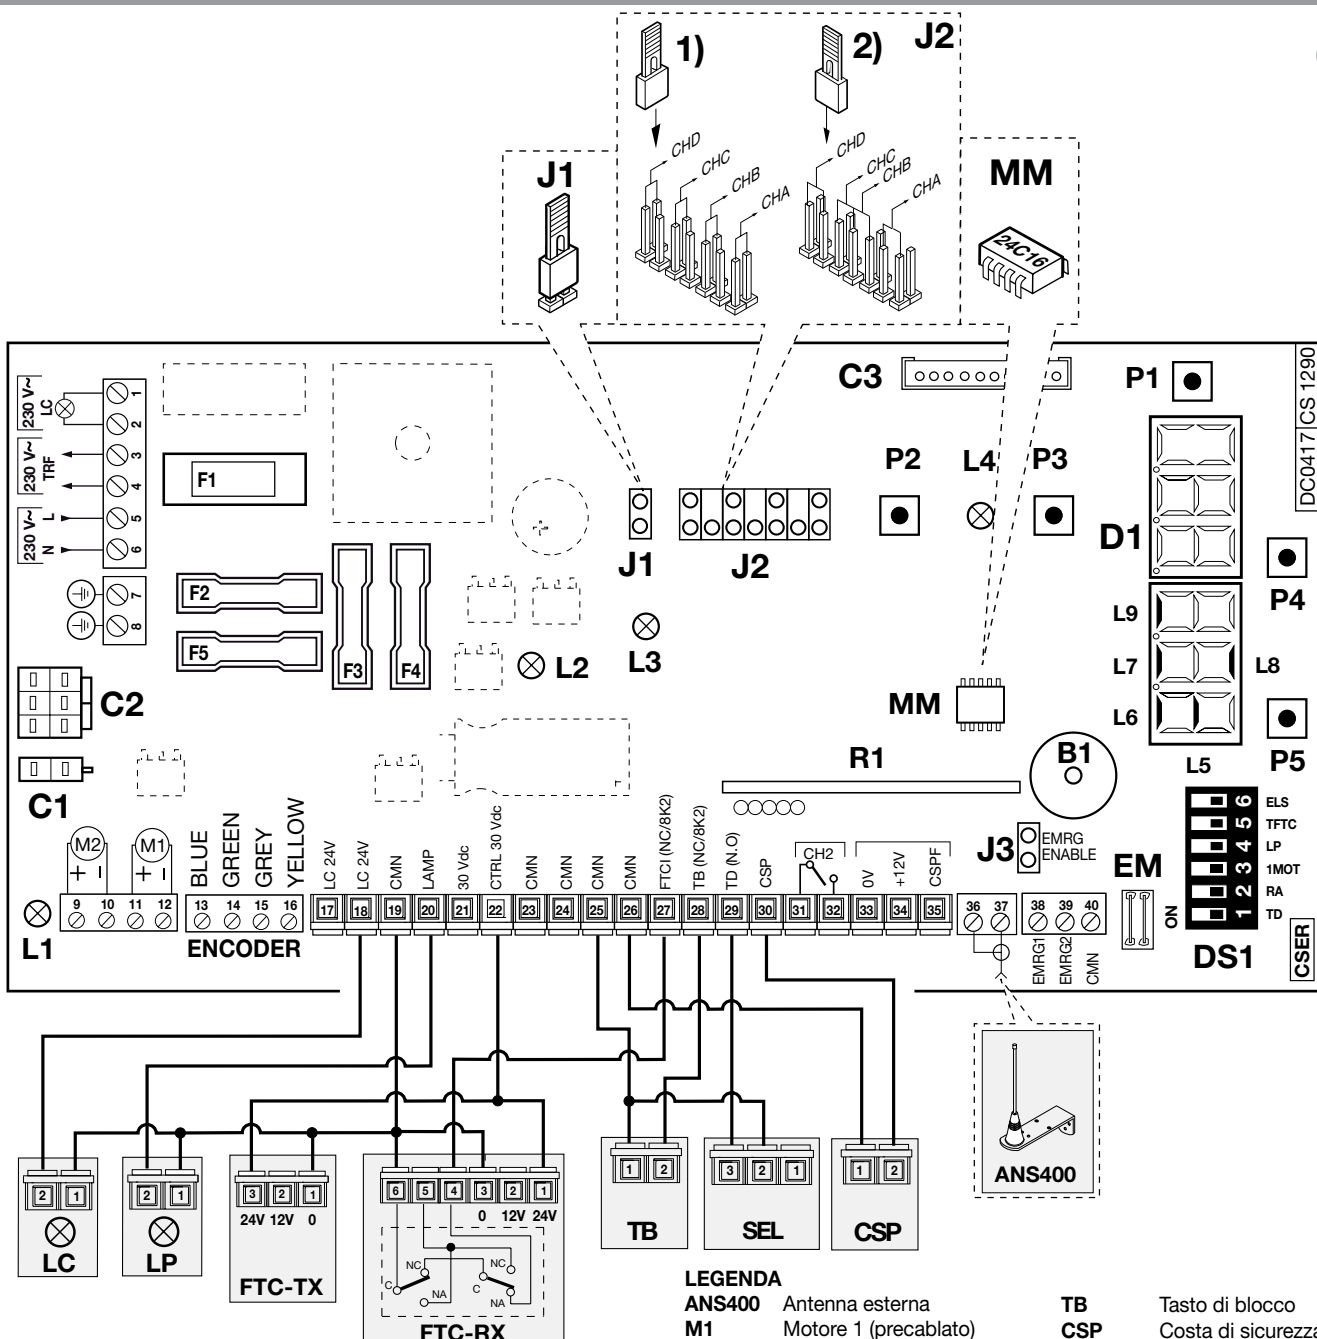 1)
2)
J2
CHD
CHC
CHB
CHA
CHD
CHC
CHB
CHA
J1
MM
24C16
C3
P1
DC0417
CS 1290
230 V~
LC
230 V~
TRF
230 V~
L
N
1
2
3
4
5
6
7
8
F1
F2
F5
F3
F4
J1
J2
L2
L3
P2
L4
P3
D1
P4
L9
L7
L8
L6
P5
L5
MM
R1
B1
C2
C1
M2
+ -
M1
+ -
BLUE
GREEN
GREY
YELLOW
LC 24V
LC 24V
CMN
LAMP
30 Vdc
CTRL 30 Vdc
CMN
CMN
CMN
CMN
FTCI (NC/8K2)
TB (NC/8K2)
TD (N.O)
CSP
CH2
0V
+12V
CSPF
J3
EMRG
ENABLE
EM
ON
6 ELS
5 TFTC
4 LP
3 1MOT
2 RA
1 TD
DS1
CSER
L1
9 10 11 12
13 14 15 16
ENCODER
17 18 19 20 21 22 23 24 25 26 27 28 29 30 31 32 33 34 35
36 37
38 39 40
EMRG1
EMRG2
CMN
ANS400
2 1
LC
2 1
LP
3 2 1
24V 12V 0
FTC-TX
6 5 4 3 2 1
0 12V 24V
C
NC
NA
C
NC
NA
FTC-RX
1 2
TB
3 2 1
SEL
1 2
CSP
LEGENDA
ANS400 Antenna esterna
M1 Motore 1 (precablato)
TB Tasto di blocco
CSP Costa di sicurezza